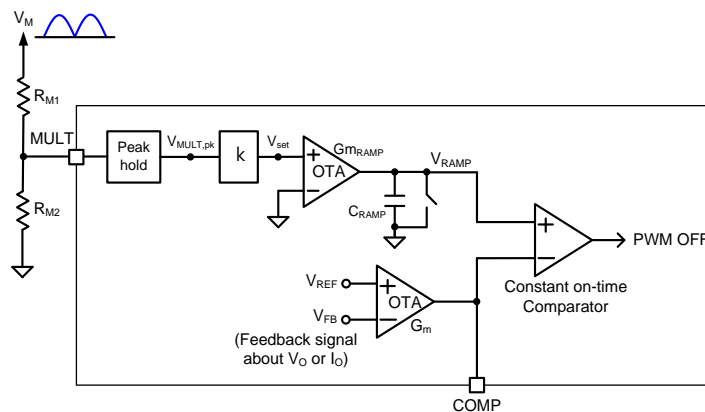 V_M
R_M1
MULT
R_M2
Peak
hold
V_MULT,pk
k
V_set
+
OTA
−
Gm_RAMP
C_RAMP
V_RAMP
+
−
PWM OFF
Constant on-time
Comparator
V_REF
V_FB
+
OTA
−
G_m
(Feedback signal
about V_O or I_O)
COMP